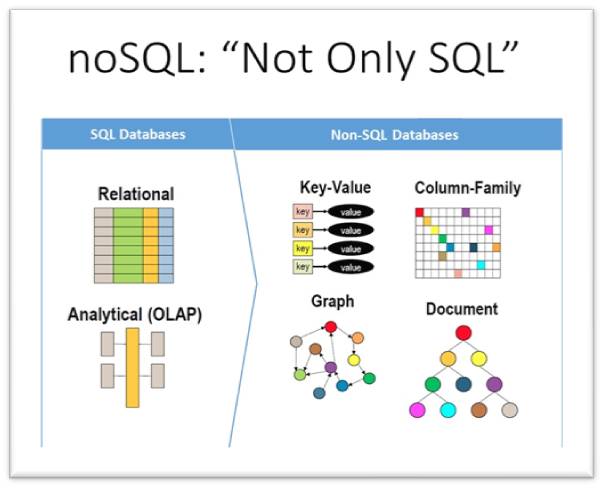 noSQL: “Not Only SQL”
SQL Databases
Non-SQL Databases
Relational
Analytical (OLAP)
Key-Value
key value
key value
key value
key value
Column-Family
Graph
Document